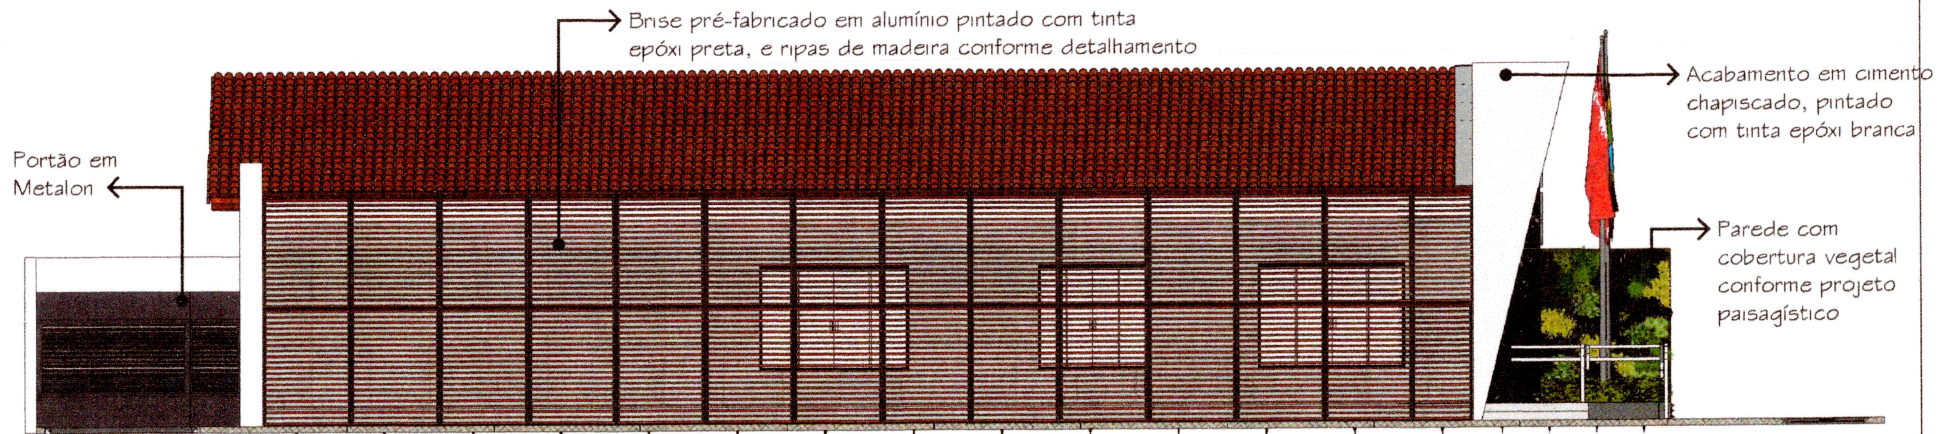 Brise pré-fabricado em alumínio pintado com tinta
epóxi preta, e ripas de madeira conforme detalhamento
Acabamento em cimento
chapiscado, pintado
com tinta epóxi branca
Portão em
Metalon
Parede com
cobertura vegetal
conforme projeto
paisagístico